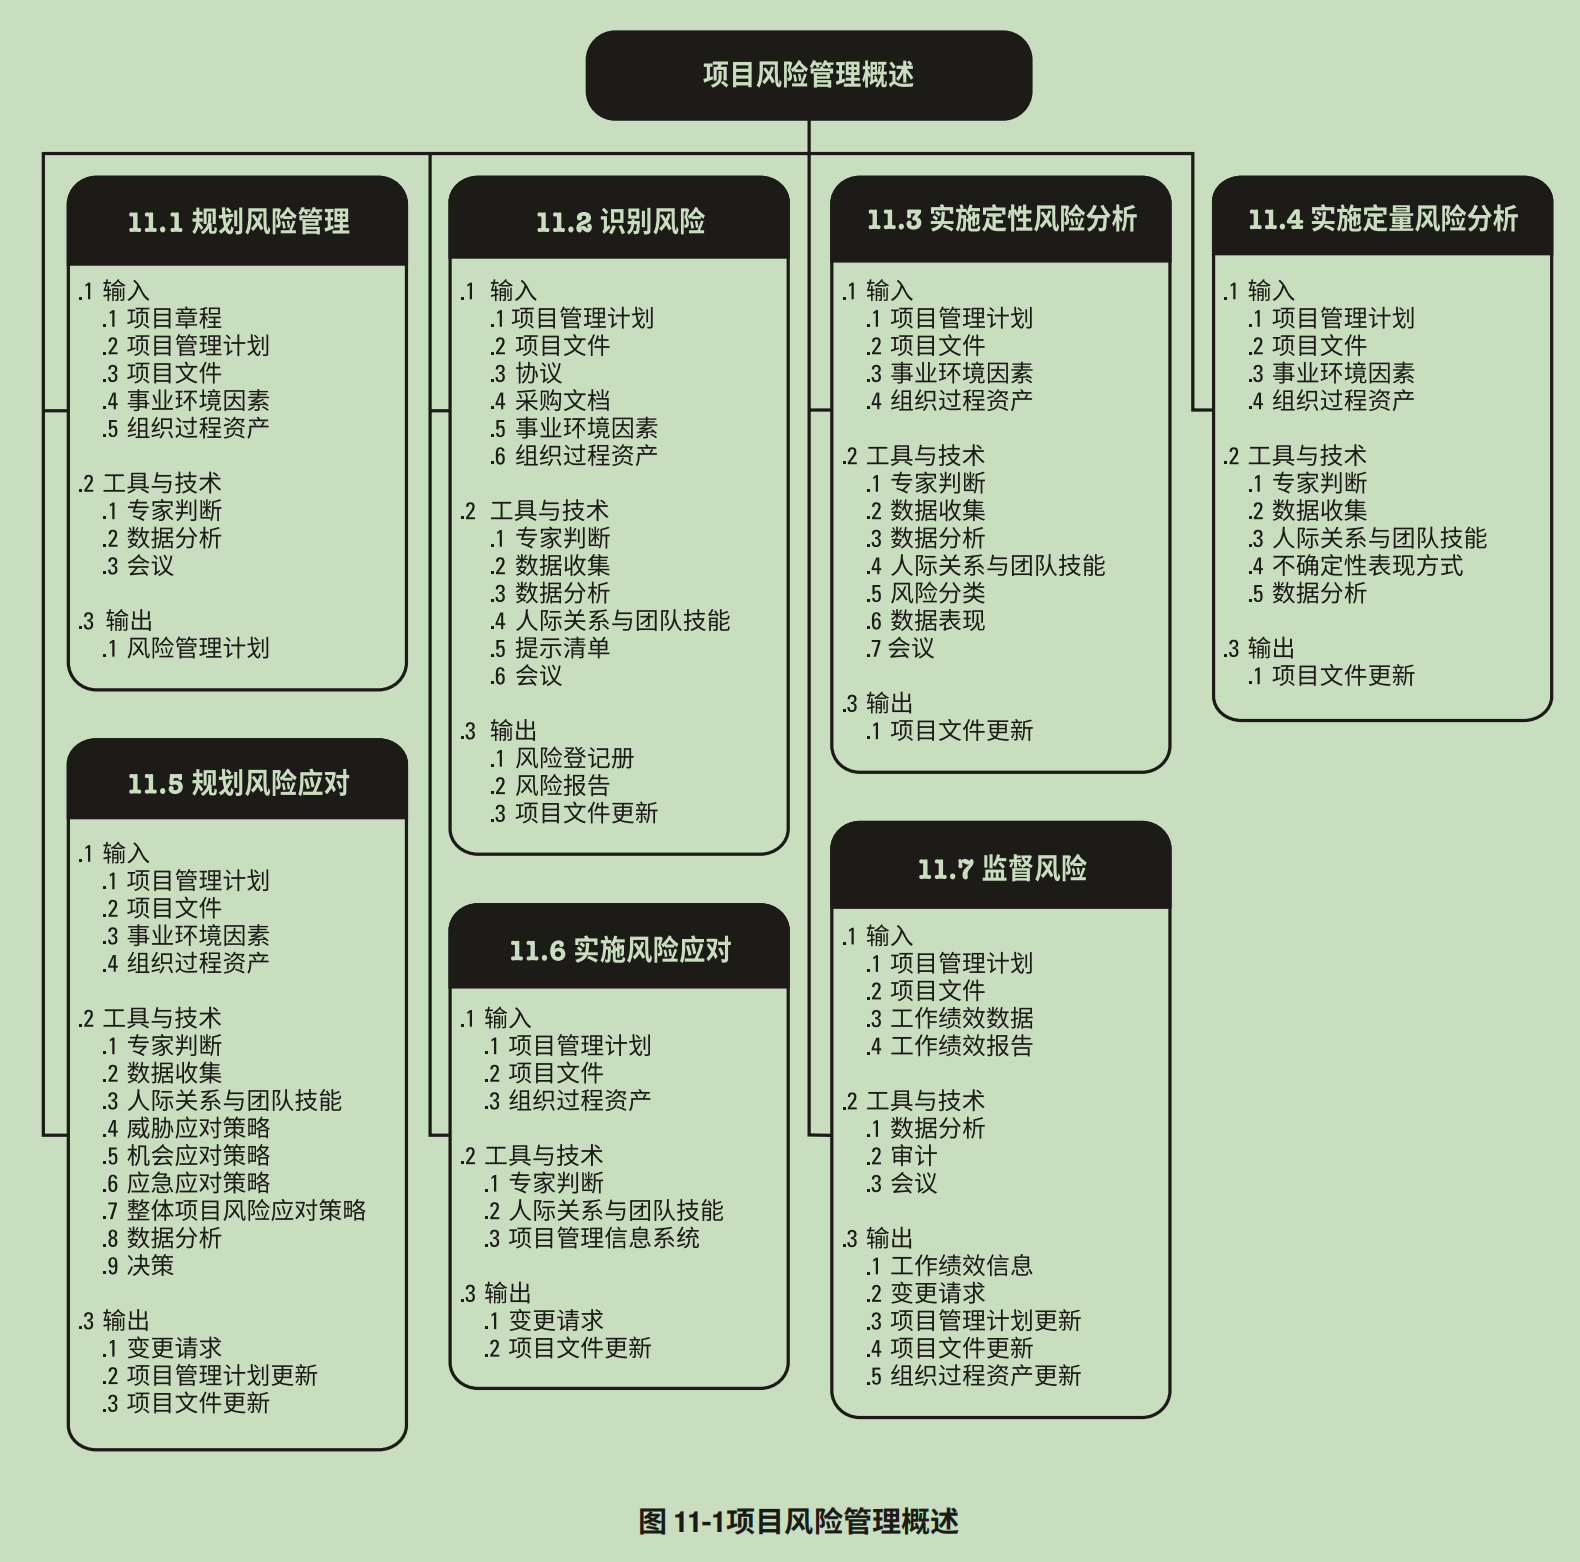 项目风险管理概述
11.1 规划风险管理
.1 输入
.1 项目章程
.2 项目管理计划
.3 项目文件
.4 事业环境因素
.5 组织过程资产
.2 工具与技术
.1 专家判断
.2 数据分析
.3 会议
.3 输出
.1 风险管理计划
11.2 识别风险
.1 输入
.1 项目管理计划
.2 项目文件
.3 协议
.4 采购文档
.5 事业环境因素
.6 组织过程资产
.2 工具与技术
.1 专家判断
.2 数据收集
.3 数据分析
.4 人际关系与团队技能
.5 提示清单
.6 会议
.3 输出
.1 风险登记册
.2 风险报告
.3 项目文件更新
11.3 实施定性风险分析
.1 输入
.1 项目管理计划
.2 项目文件
.3 事业环境因素
.4 组织过程资产
.2 工具与技术
.1 专家判断
.2 数据收集
.3 数据分析
.4 人际关系与团队技能
.5 风险分类
.6 数据表现
.7 会议
.3 输出
.1 项目文件更新
11.4 实施定量风险分析
.1 输入
.1 项目管理计划
.2 项目文件
.3 事业环境因素
.4 组织过程资产
.2 工具与技术
.1 专家判断
.2 数据收集
.3 人际关系与团队技能
.4 不确定性表现方式
.5 数据分析
.3 输出
.1 项目文件更新
11.5 规划风险应对
.1 输入
.1 项目管理计划
.2 项目文件
.3 事业环境因素
.4 组织过程资产
.2 工具与技术
.1 专家判断
.2 数据收集
.3 人际关系与团队技能
.4 威胁应对策略
.5 机会应对策略
.6 应急应对策略
.7 整体项目风险应对策略
.8 数据分析
.9 决策
.3 输出
.1 变更请求
.2 项目管理计划更新
.3 项目文件更新
11.6 实施风险应对
.1 输入
.1 项目管理计划
.2 项目文件
.3 组织过程资产
.2 工具与技术
.1 专家判断
.2 人际关系与团队技能
.3 项目管理信息系统
.3 输出
.1 变更请求
.2 项目文件更新
11.7 监督风险
.1 输入
.1 项目管理计划
.2 项目文件
.3 工作绩效数据
.4 工作绩效报告
.2 工具与技术
.1 数据分析
.2 审计
.3 会议
.3 输出
.1 工作绩效信息
.2 变更请求
.3 项目管理计划更新
.4 项目文件更新
.5 组织过程资产更新
图 11-1项目风险管理概述